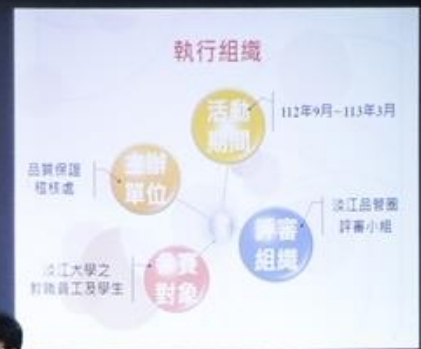 執行組織
活動
期間
112年9月~113年3月
主辦
單位
品質保證
稽核處
評審
組織
淡江品管圈
評審小組
參賽
對象
淡江大學之
教職員工及學生